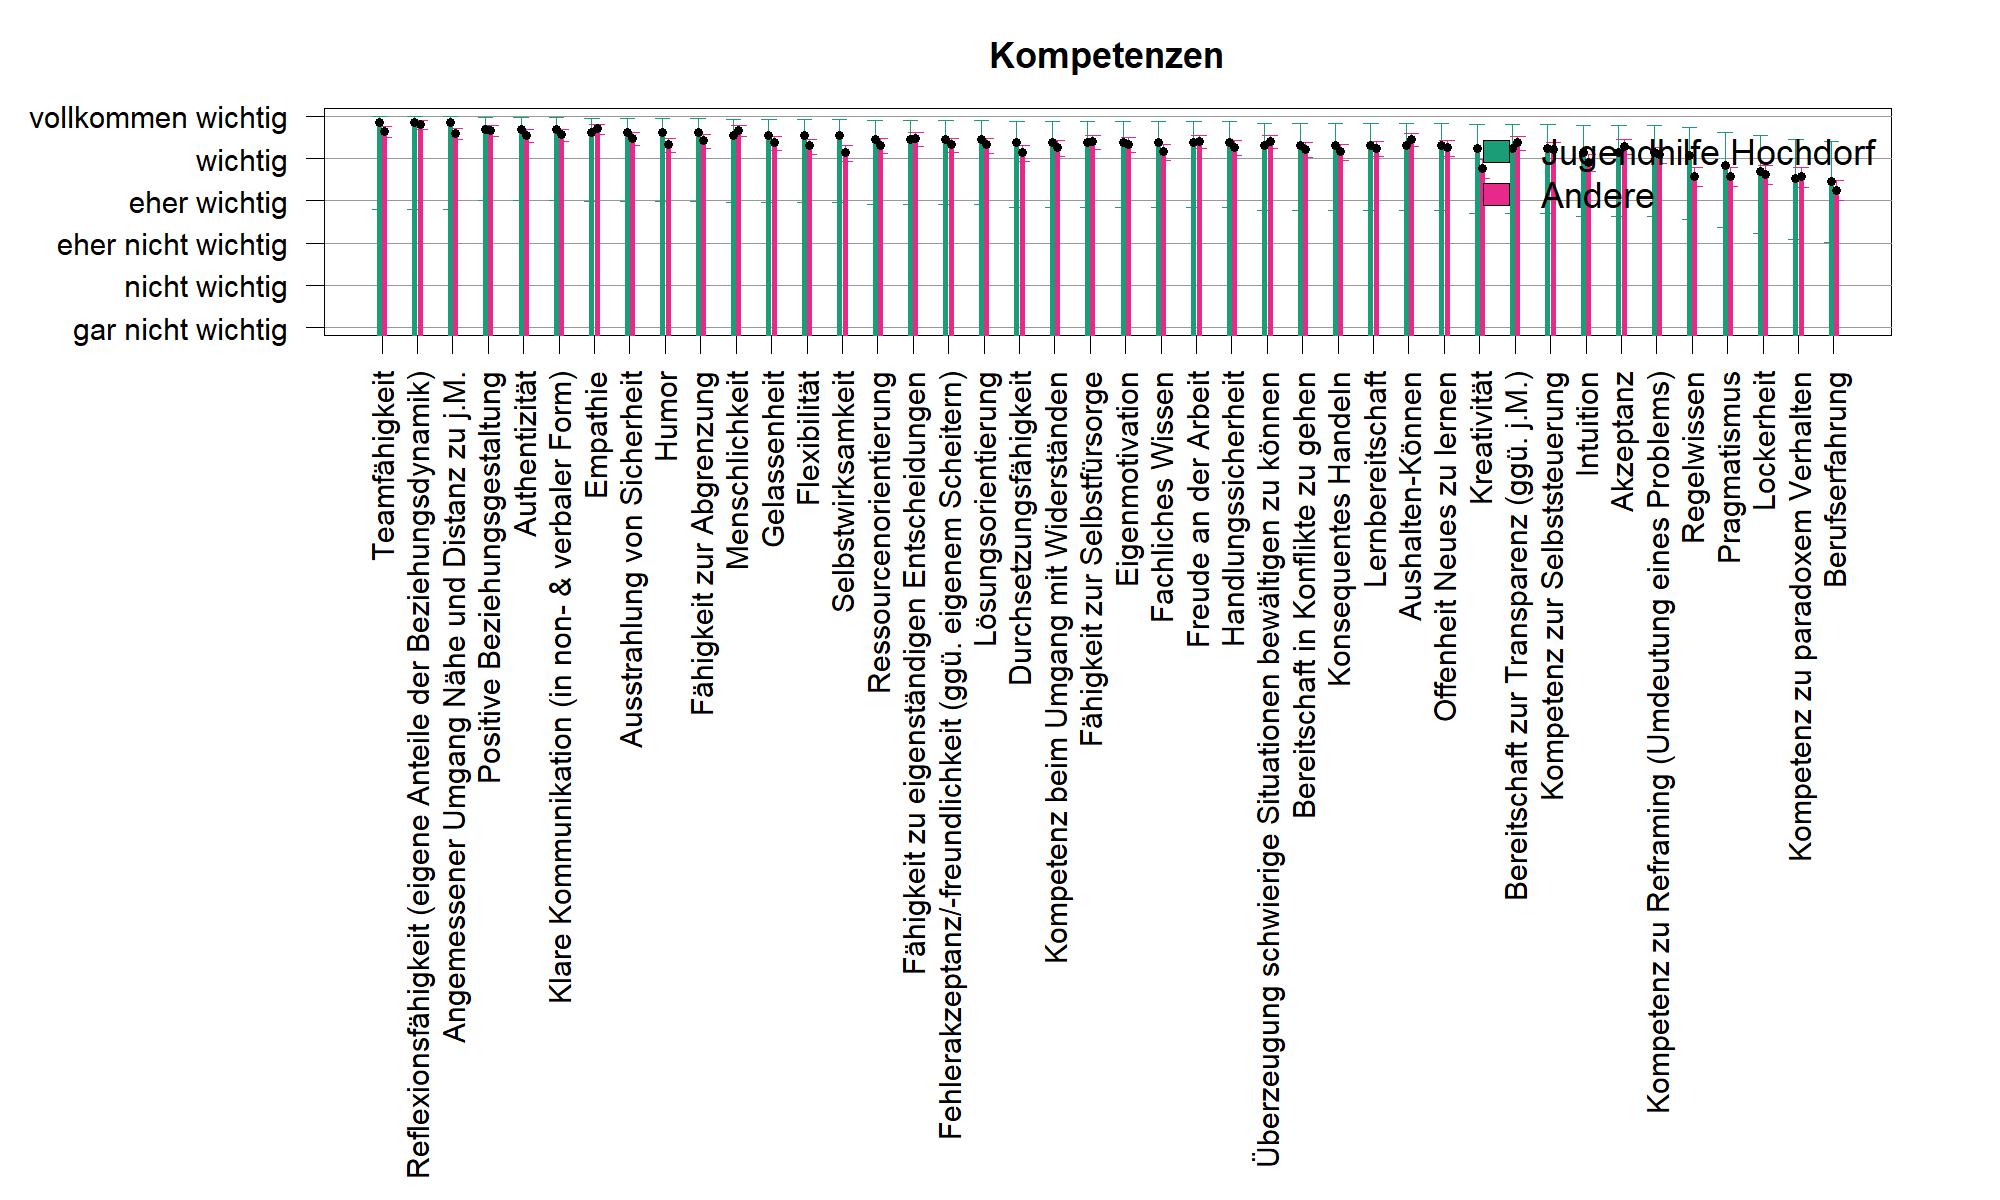 Kompetenzen
vollkommen wichtig
wichtig
eher wichtig
eher nicht wichtig
nicht wichtig
gar nicht wichtig
Jugendhilfe Hochdorf
Andere
Teamfähigkeit
Reflexionsfähigkeit (eigene Anteile der Beziehungsdynamik)
Angemessener Umgang Nähe und Distanz zu j.M.
Positive Beziehungsgestaltung
Authentizität
Klare Kommunikation (in non- & verbaler Form)
Empathie
Ausstrahlung von Sicherheit
Humor
Fähigkeit zur Abgrenzung
Menschlichkeit
Gelassenheit
Flexibilität
Selbstwirksamkeit
Ressourcenorientierung
Fähigkeit zu eigenständigen Entscheidungen
Fehlerakzeptanz/-freundlichkeit (ggü. eigenem Scheitern)
Lösungsorientierung
Durchsetzungsfähigkeit
Kompetenz beim Umgang mit Widerständen
Fähigkeit zur Selbstfürsorge
Eigenmotivation
Fachliches Wissen
Freude an der Arbeit
Handlungssicherheit
Überzeugung schwierige Situationen bewältigen zu können
Bereitschaft in Konflikte zu gehen
Konsequentes Handeln
Lernbereitschaft
Aushalten-Können
Offenheit Neues zu lernen
Kreativität
Bereitschaft zur Transparenz (ggü. j.M.)
Kompetenz zur Selbststeuerung
Intuition
Akzeptanz
Kompetenz zu Reframing (Umdeutung eines Problems)
Regelwissen
Pragmatismus
Lockerheit
Kompetenz zu paradoxem Verhalten
Berufserfahrung